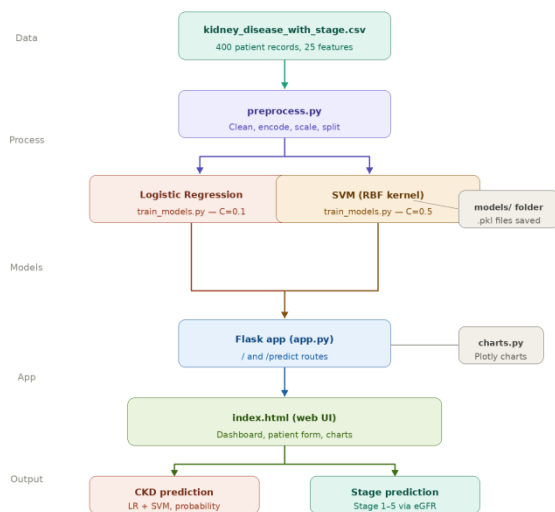 Data
kidney_disease_with_stage.csv
400 patient records, 25 features
preprocess.py
Clean, encode, scale, split
Process
Logistic Regression
train_models.py — C=0.1
SVM (RBF kernel)
train_models.py — C=0.5
models/ folder
.pkl files saved
Models
Flask app (app.py)
/ and /predict routes
charts.py
Plotly charts
App
index.html (web UI)
Dashboard, patient form, charts
Output
CKD prediction
LR + SVM, probability
Stage prediction
Stage 1–5 via eGFR